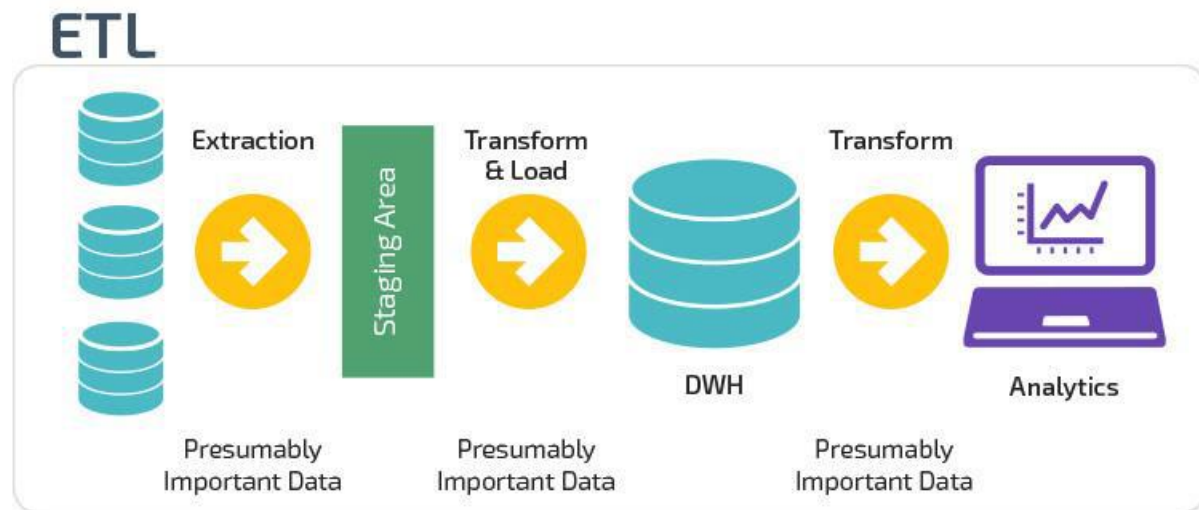 ETL
Extraction
Staging Area
Transform
& Load
Transform
DWH
Analytics
Presumably
Important Data
Presumably
Important Data
Presumably
Important Data